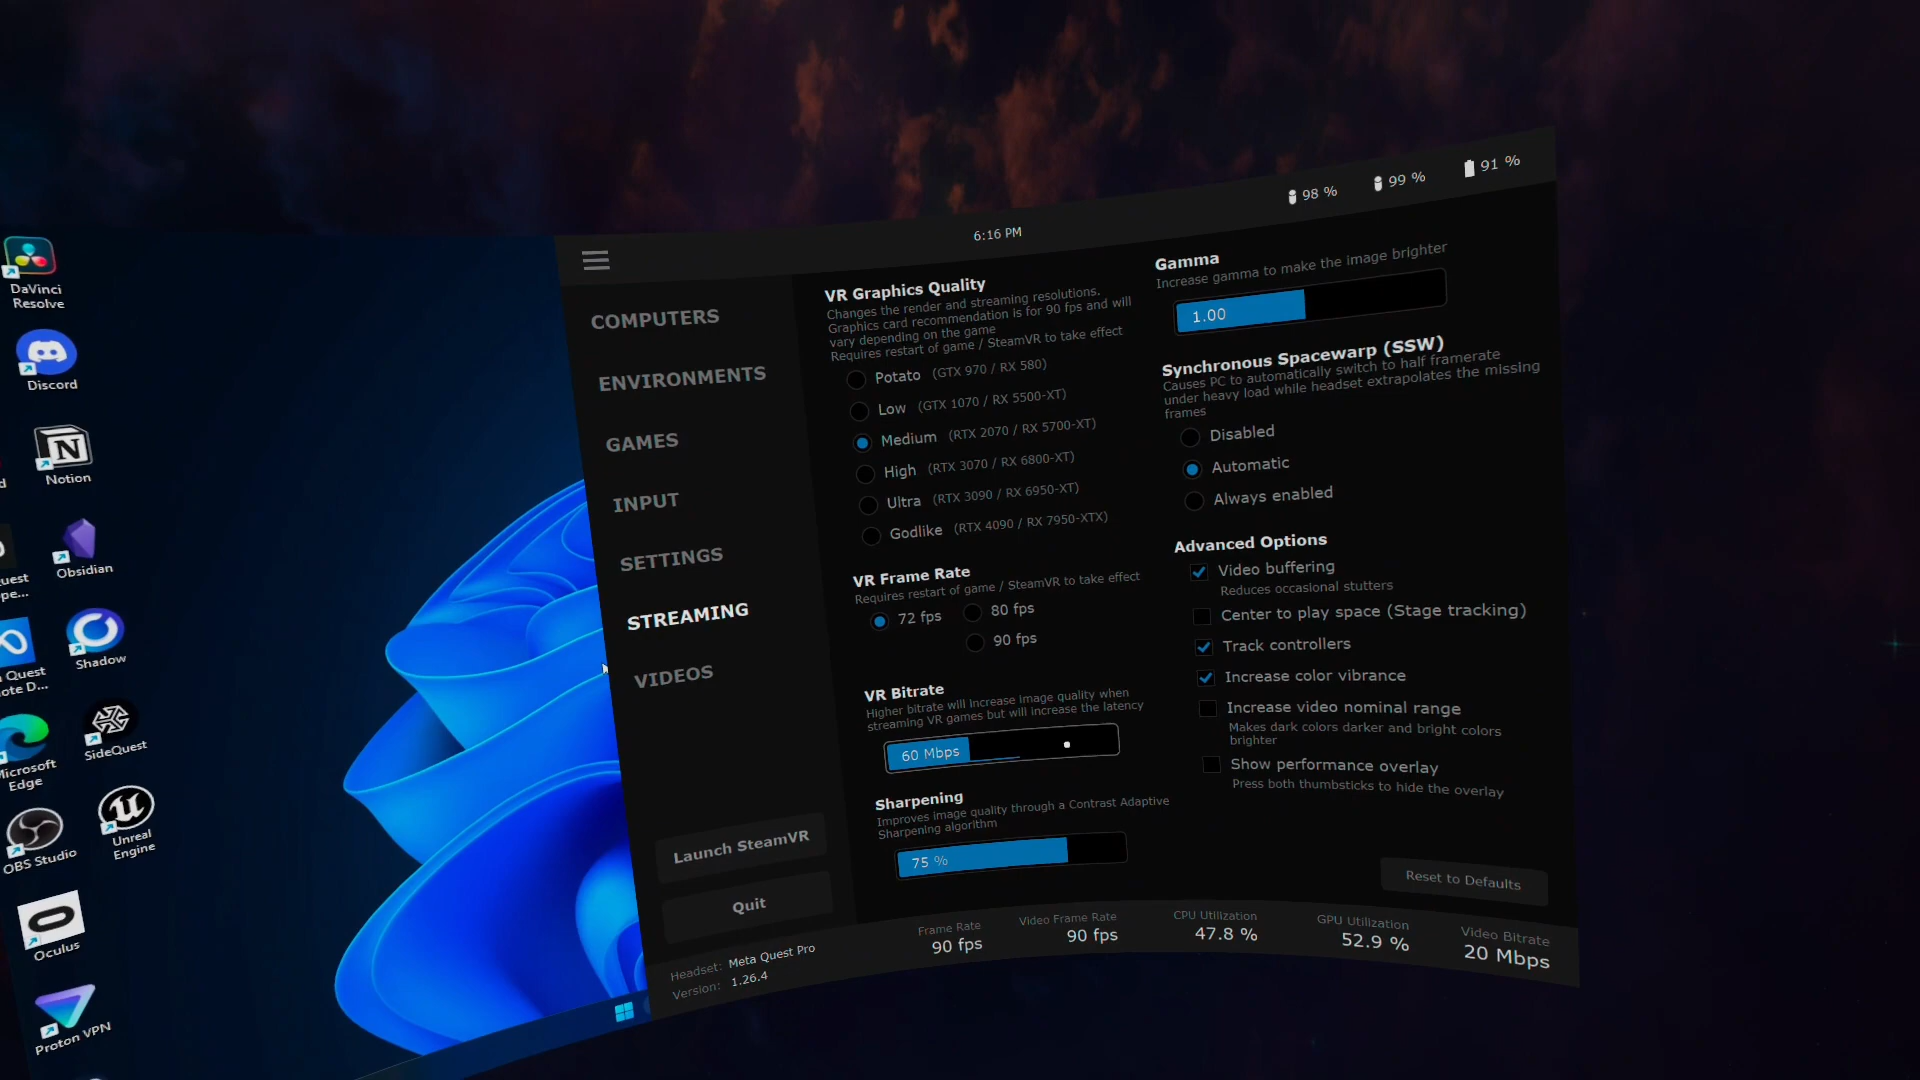 DaVinci
Resolve
Discord
Notion
Obsidian
Shadow
Microsoft
Edge
SideQuest
OBS Studio
Unreal
Engine
Oculus
Proton VPN
6:16 PM
98 %
99 %
91 %
COMPUTERS
ENVIRONMENTS
GAMES
INPUT
SETTINGS
STREAMING
VIDEOS
Launch SteamVR
Quit
VR Graphics Quality
Changes the render and streaming resolutions.
Graphics card recommendation is for 90 fps and will
vary depending on the game
Requires restart of game / SteamVR to take effect
Potato (GTX 970 / RX 580)
Low (GTX 1070 / RX 5500-XT)
Medium (RTX 2070 / RX 5700-XT)
High (RTX 3070 / RX 6800-XT)
Ultra (RTX 3090 / RX 6950-XT)
Godlike (RTX 4090 / RX 7950-XTX)
VR Frame Rate
Requires restart of game / SteamVR to take effect
72 fps 80 fps
90 fps
VR Bitrate
Higher bitrate will increase image quality when
streaming VR games but will increase the latency
60 Mbps
Sharpening
Improves image quality through a Contrast Adaptive
Sharpening algorithm
75 %
Gamma
Increase gamma to make the image brighter
1.00
Synchronous Spacewarp (SSW)
Causes PC to automatically switch to half framerate
under heavy load while headset extrapolates the missing
frames
Disabled
Automatic
Always enabled
Advanced Options
Video buffering
Reduces occasional stutters
Center to play space (Stage tracking)
Track controllers
Increase color vibrance
Increase video nominal range
Makes dark colors darker and bright colors
brighter
Show performance overlay
Press both thumbsticks to hide the overlay
Reset to Defaults
Headset: Meta Quest Pro
Version: 1.26.4
Frame Rate
90 fps
Video Frame Rate
90 fps
CPU Utilization
47.8 %
GPU Utilization
52.9 %
Video Bitrate
20 Mbps